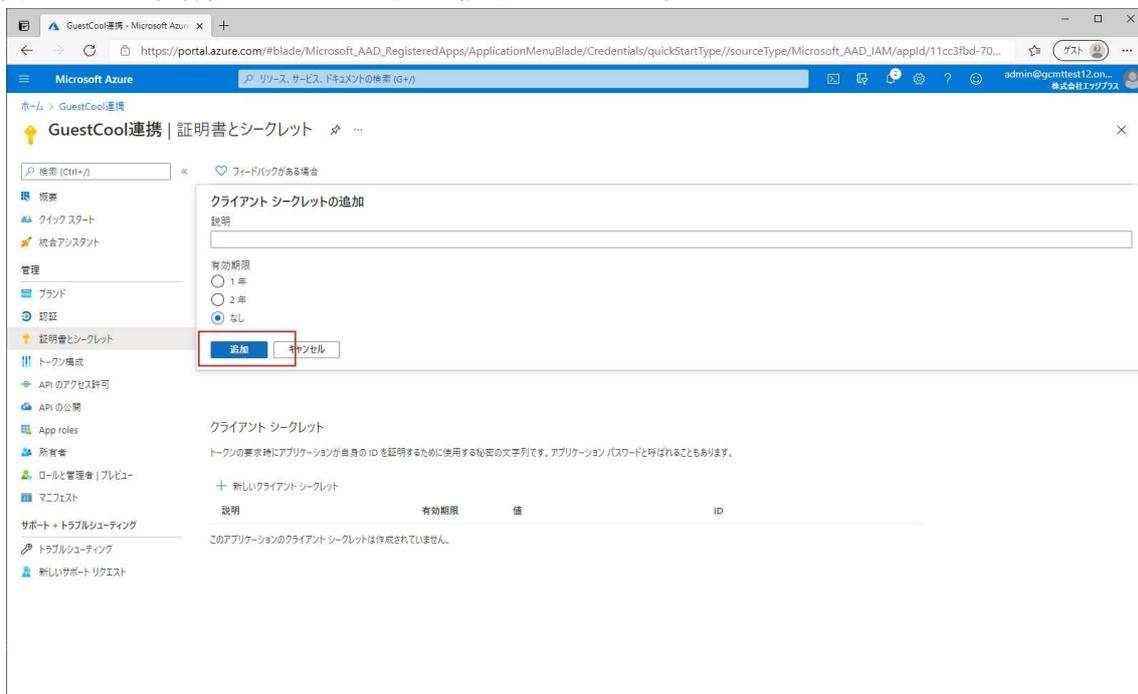 GuestCool連携 - Microsoft Azure
https://portal.azure.com/#blade/Microsoft_AAD_RegisteredApps/ApplicationMenuBlade/Credentials/quickStartType//sourceType/Microsoft_AAD_IAM/appId/11cc3fbd-70...
ゲスト
Microsoft Azure
リソース、サービス、ドキュメントの検索 (G+/)
admin@gcmttest12.on...
株式会社エッジプラス
ホーム > GuestCool連携
GuestCool連携 | 証明書とシークレット
検索 (Ctrl+/)
フィードバックがある場合
概要
クイック スタート
統合アシスタント
管理
ブランド
認証
証明書とシークレット
トークン構成
API のアクセス許可
API の公開
App roles
所有者
ロールと管理者 | プレビュー
マニフェスト
サポート + トラブルシューティング
トラブルシューティング
新しいサポート リクエスト
クライアント シークレットの追加
説明
有効期限
1 年
2 年
なし
追加
キャンセル
クライアント シークレット
トークンの要求時にアプリケーションが自身の ID を証明するために使用する秘密の文字列です。アプリケーション パスワードと呼ばれることもあります。
+ 新しいクライアント シークレット
説明 有効期限 値 ID
このアプリケーションのクライアント シークレットは作成されていません。